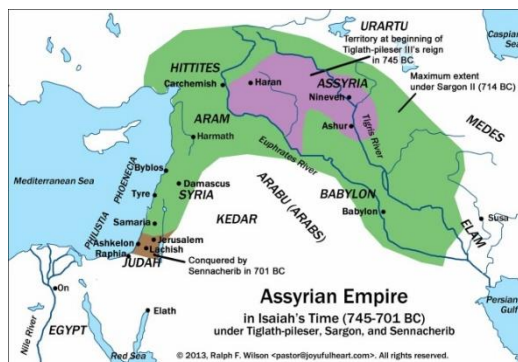 URARTU
Caspian Sea
Territory at beginning of
Tiglath-pileser III's reign
in 745 BC
HITTITES
Carchemish
Haran
ASSYRIA
Nineveh
Maximum extent
under Sargon II (714 BC)
ARAM
Ashur
Tigris River
MEDES
Harmath
Euphrates River
Byblos
PHOENICIA
Mediterranean Sea
Tyre
Damascus
SYRIA
ARABU (ARABS)
BABYLON
Babylon
Susa
ELAM
Samaria
KEDAR
PHILISTIA
Ashkelon
Jerusalem
Raphia
Lachish
JUDAH
Conquered by
Sennacherib in 701 BC
On
Elath
Persian
Gulf
Nile River
EGYPT
Red Sea
Assyrian Empire
in Isaiah's Time (745-701 BC)
under Tiglath-pileser, Sargon, and Sennacherib
© 2013, Ralph F. Wilson <pastor@joyfulheart.com>. All rights reserved.